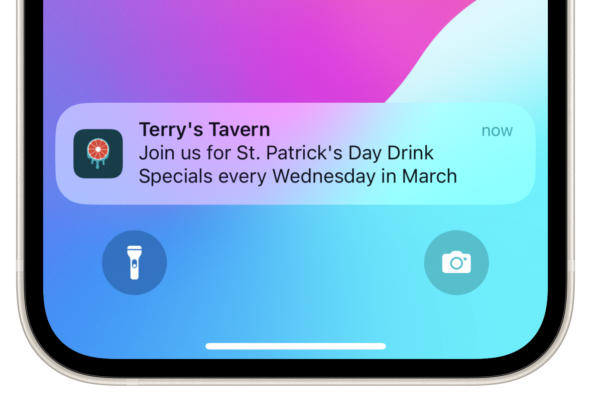 Terry's Tavern
now
Join us for St. Patrick's Day Drink
Specials every Wednesday in March